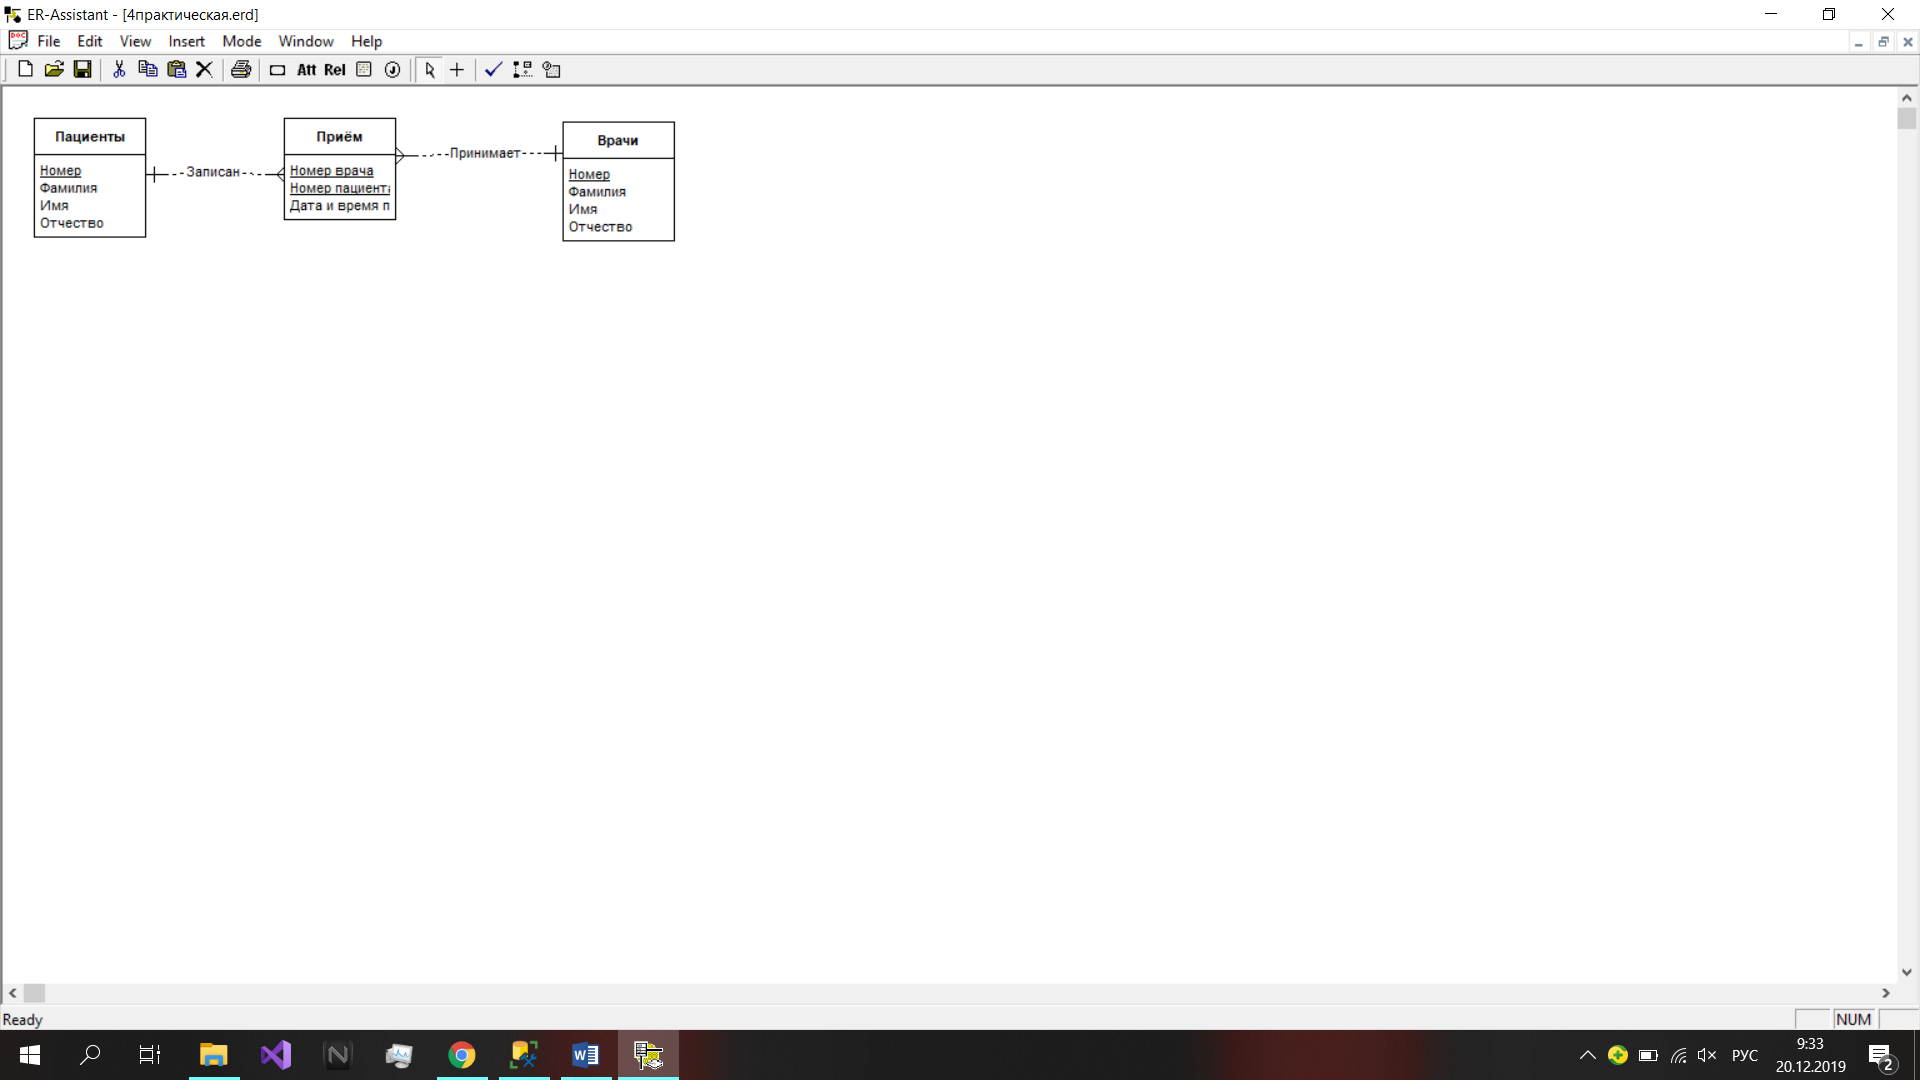 ER-Assistant - [4практическая.erd]
File Edit View Insert Mode Window Help
Att Rel
Пациенты
Номер
Фамилия
Имя
Отчество
Записан
Приём
Номер врача
Номер пациента
Дата и время п
Принимает
Врачи
Номер
Фамилия
Имя
Отчество
Ready
NUM
РУС
9:33
20.12.2019
2